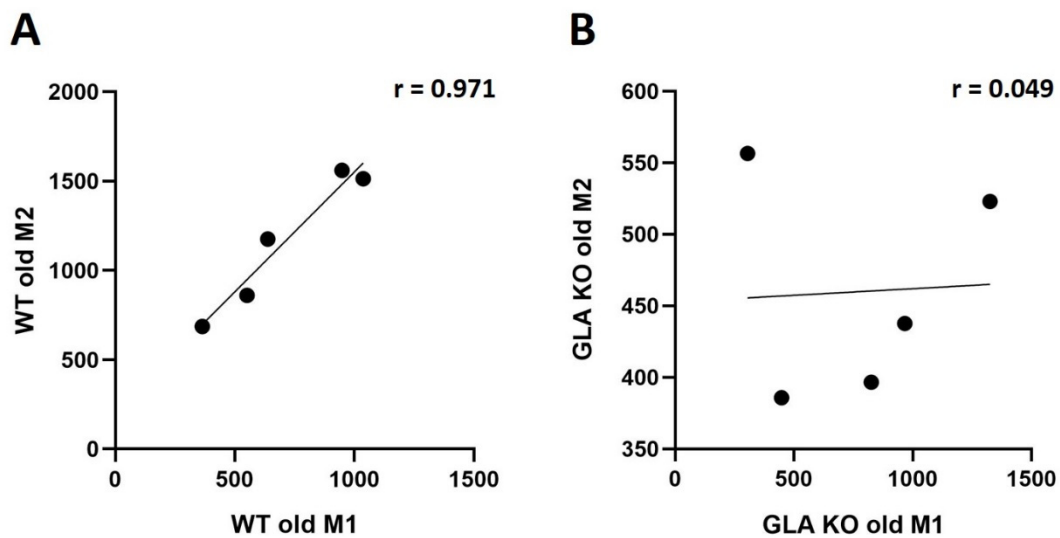 A
r = 0.971
2000
1500
1000
500
0
WT old M2
0 500 1000 1500
WT old M1
B
r = 0.049
600
550
500
450
400
350
GLA KO old M2
0 500 1000 1500
GLA KO old M1